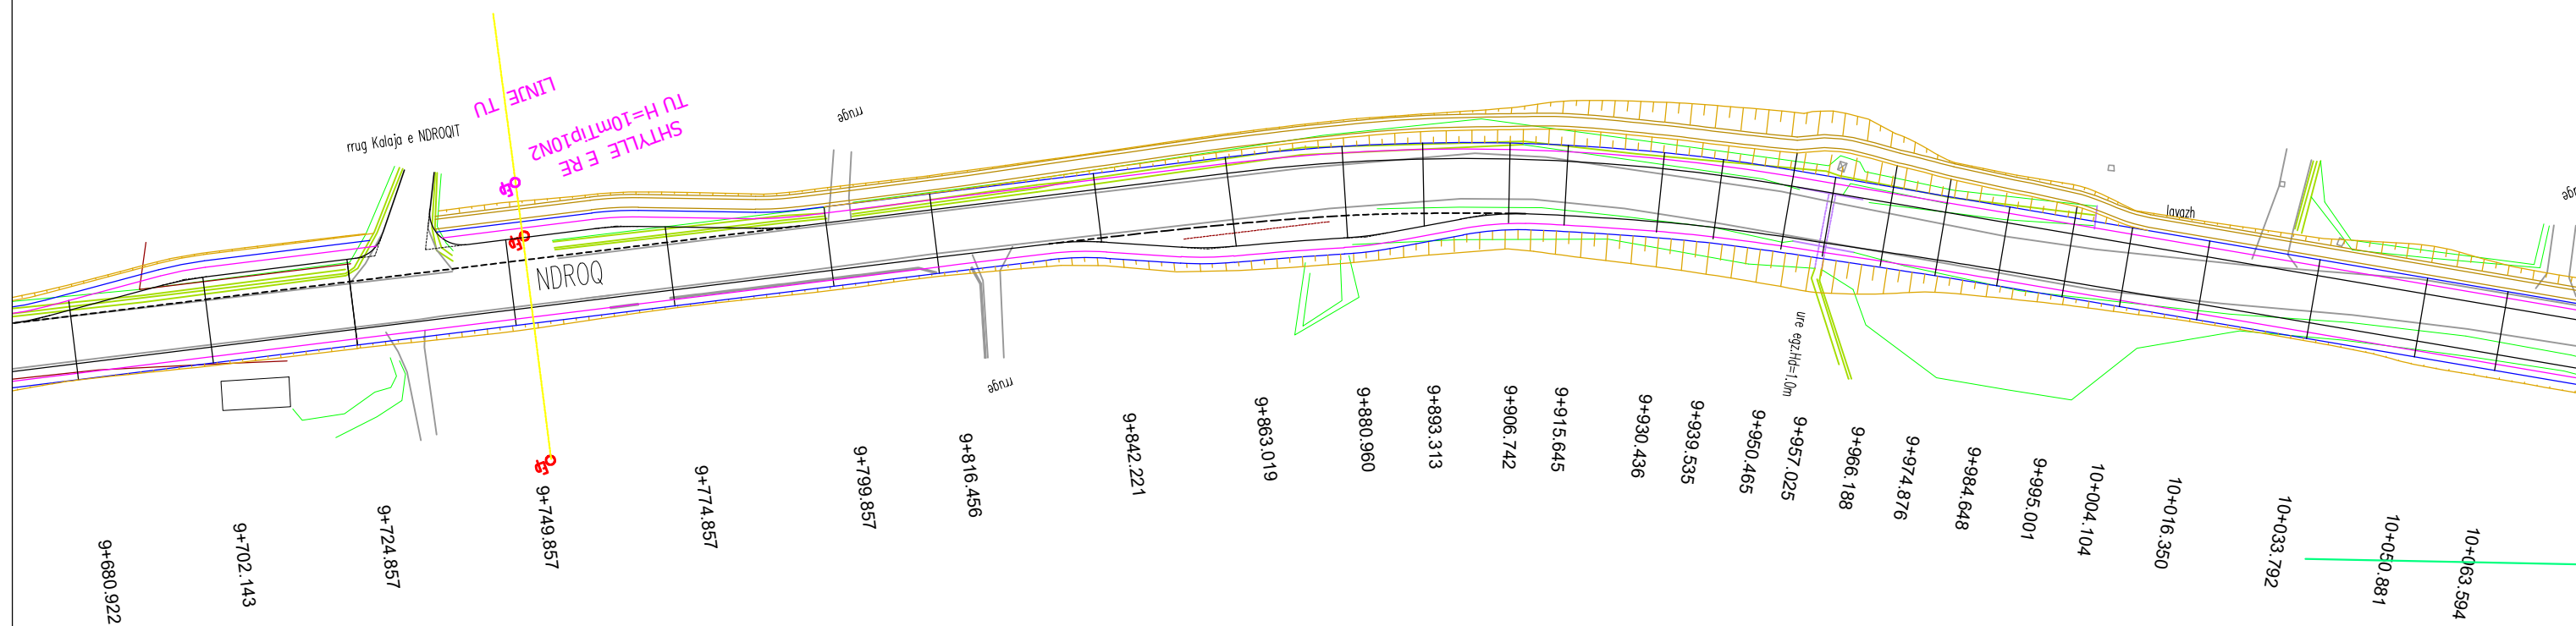 LINJE TU
SHTYLLE E RE
TU H=10mTip10N2
rrug Kalaja e NDROQIT
rruge
NDROQ
lavazh
rruge
ure egz.Hd=1.0m
9+680.922
9+702.143
9+724.857
9+749.857
9+774.857
9+799.857
9+816.456
9+842.221
9+863.019
9+880.960
9+893.313
9+906.742
9+915.645
9+930.436
9+939.535
9+950.465
9+957.025
9+966.188
9+974.876
9+984.648
9+995.001
10+004.104
10+016.350
10+033.792
10+050.881
10+063.594